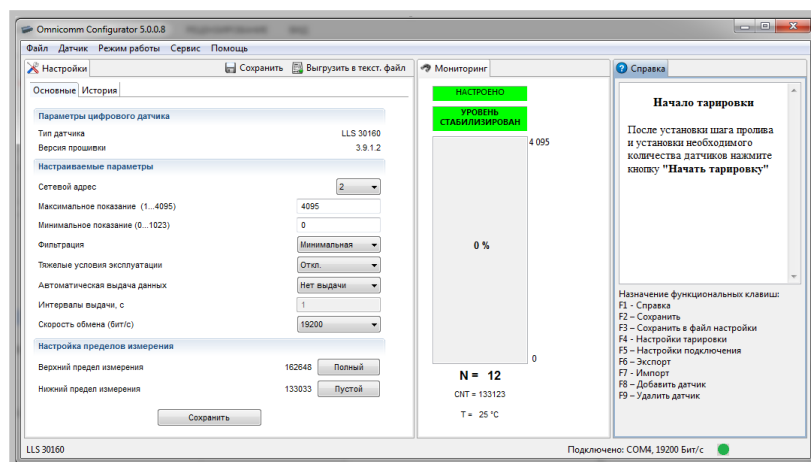 Omnicomm Configurator 5.0.0.8
Файл Датчик Режим работы Сервис Помощь
Настройки Сохранить Выгрузить в текст. файл
Основные История
Параметры цифрового датчика
Тип датчика LLS 30160
Версия прошивки 3.9.1.2
Настраиваемые параметры
Сетевой адрес 2
Максимальное показание (1...4095) 4095
Минимальное показание (0...1023) 0
Фильтрация Минимальная
Тяжелые условия эксплуатации Откл.
Автоматическая выдача данных Нет выдачи
Интервалы выдачи, с 1
Скорость обмена (бит/с) 19200
Настройка пределов измерения
Верхний предел измерения 162648 Полный
Нижний предел измерения 133033 Пустой
Сохранить
Мониторинг
НАСТРОЕНО
УРОВЕНЬ
СТАБИЛИЗИРОВАН
4 095
0 %
0
N = 12
CNT = 133123
T = 25 °C
Справка
Начало тарировки
После установки шага пролива
и установки необходимого
количества датчиков нажмите
кнопку "Начать тарировку"
Назначение функциональных клавиш:
F1 - Справка
F2 – Сохранить
F3 – Сохранить в файл настройки
F4 - Настройки тарировки
F5 – Настройки подключения
F6 – Экспорт
F7 - Импорт
F8 – Добавить датчик
F9 – Удалить датчик
LLS 30160 Подключено: COM4, 19200 Бит/с